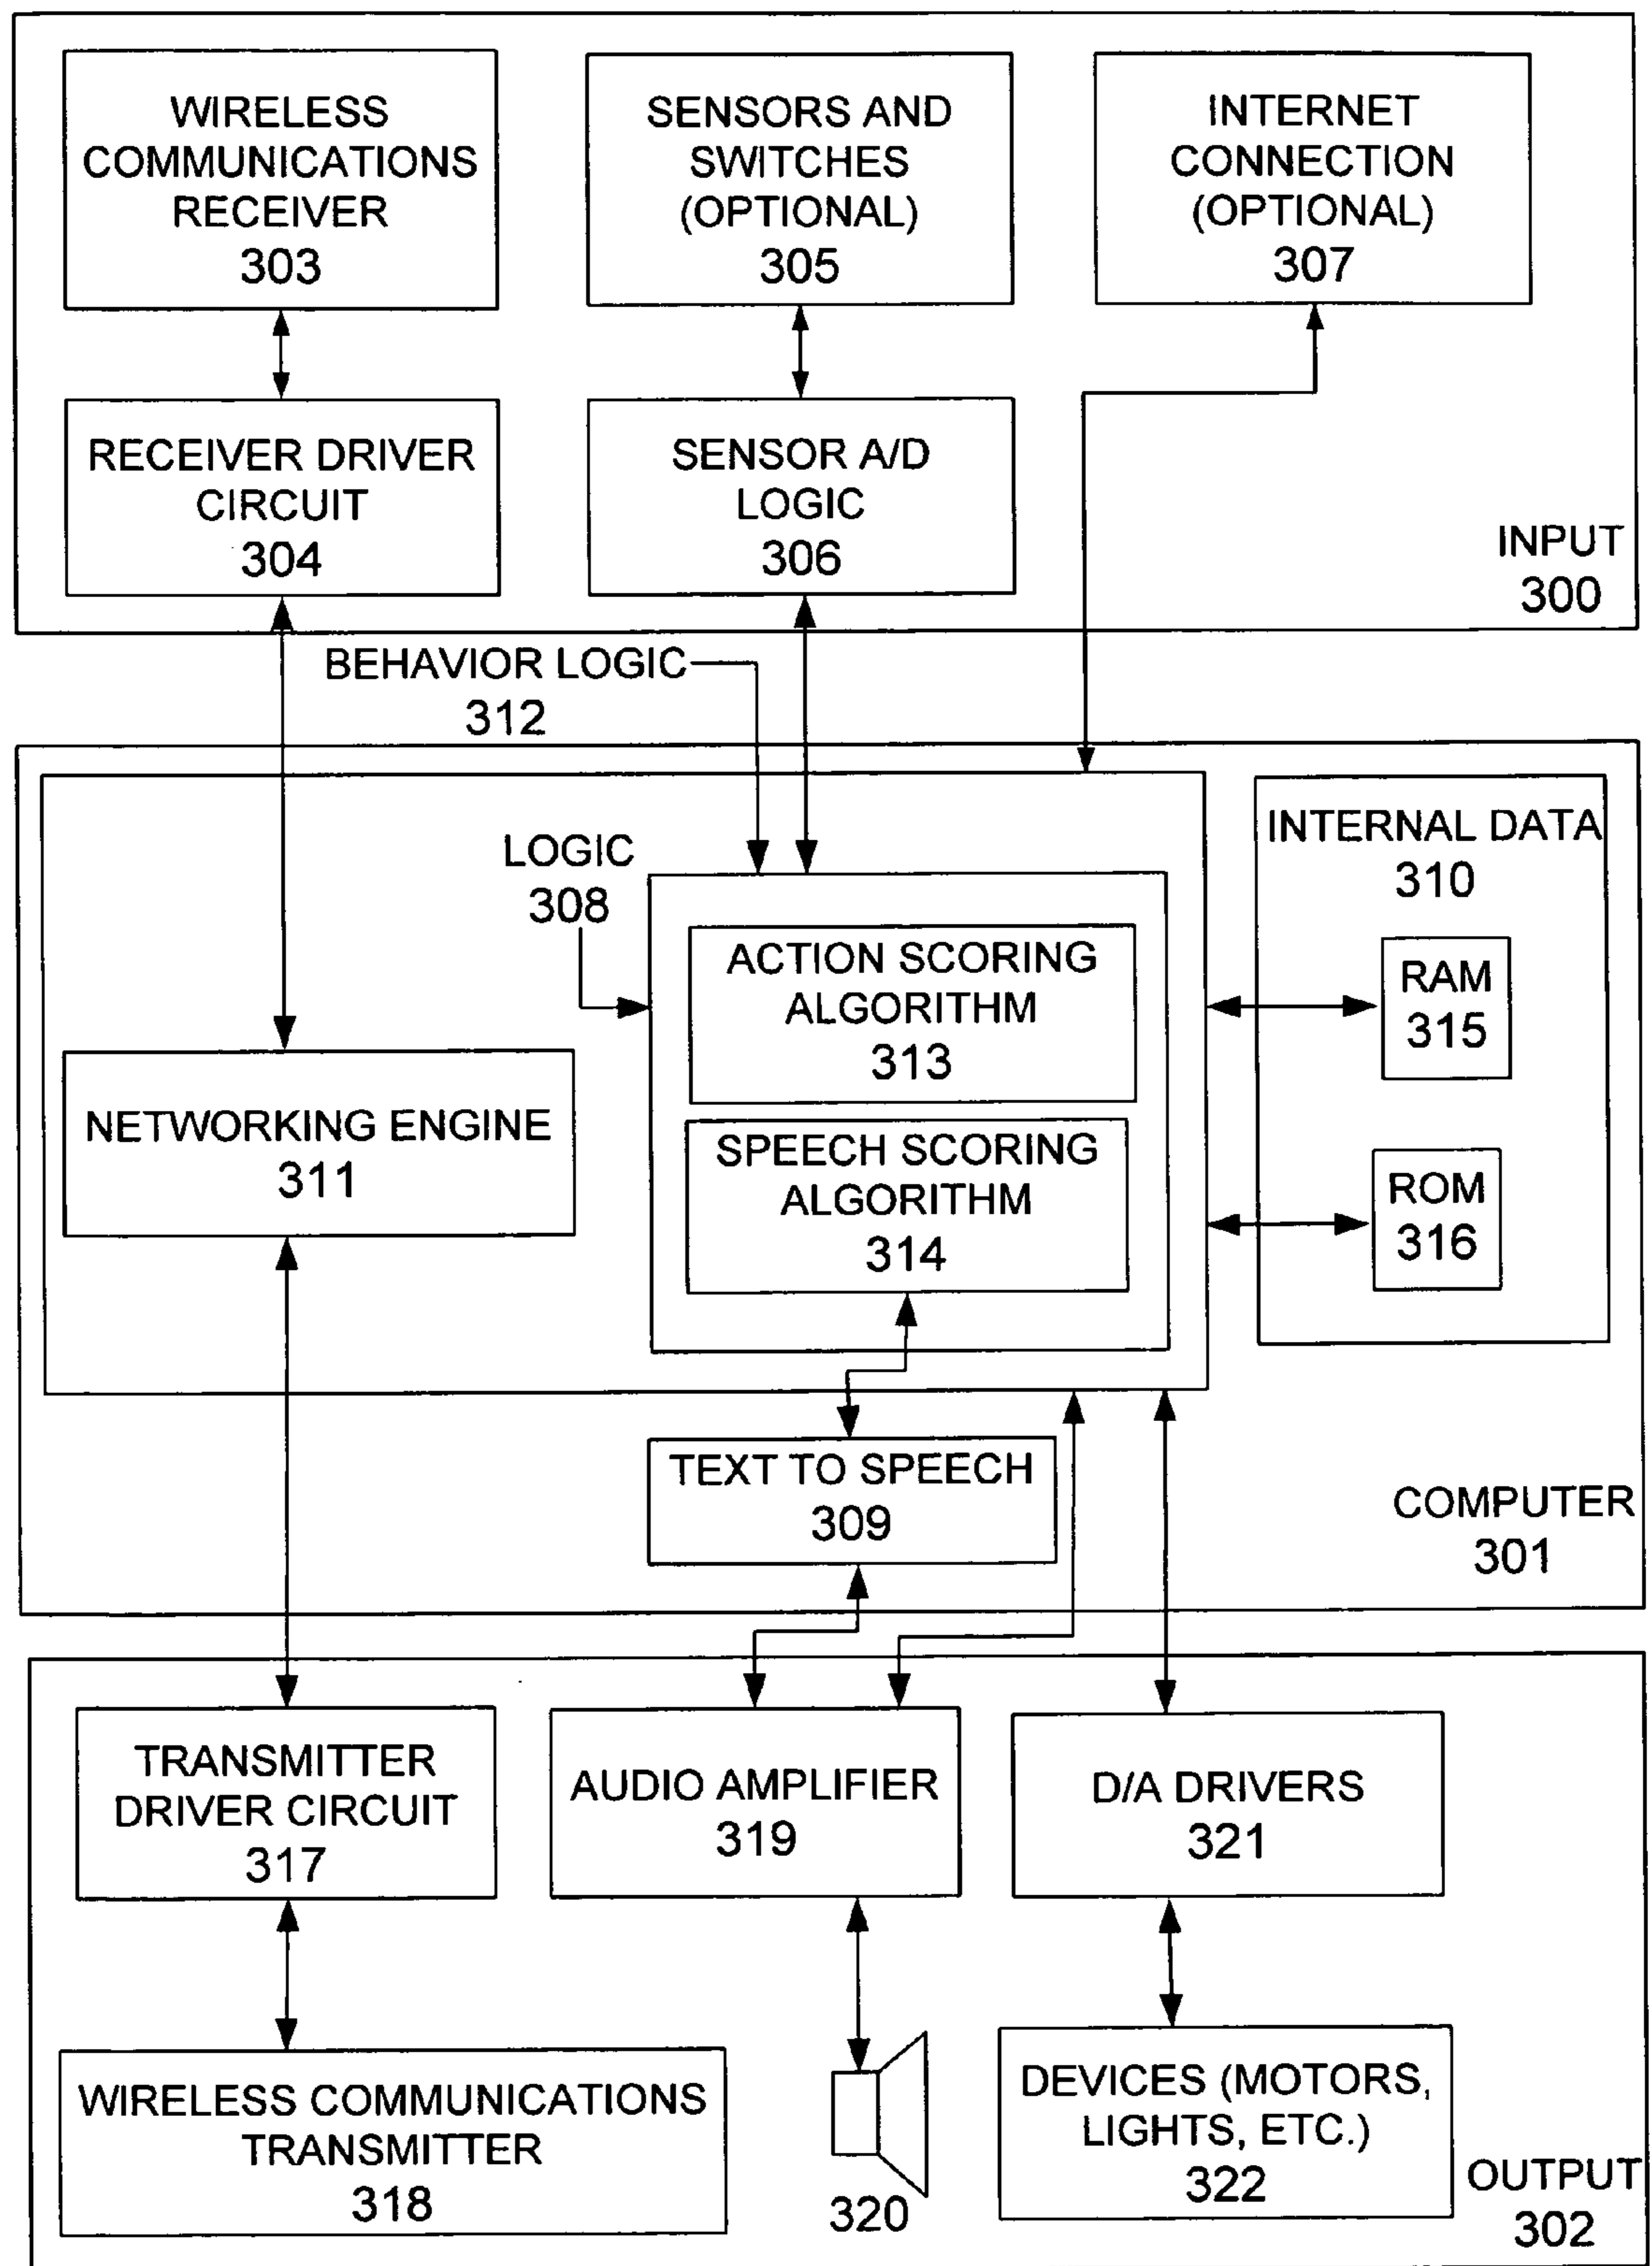 WIRELESS
COMMUNICATIONS
RECEIVER
303
SENSORS AND
SWITCHES
(OPTIONAL)
305
INTERNET
CONNECTION
(OPTIONAL)
307
RECEIVER DRIVER
CIRCUIT
304
SENSOR A/D
LOGIC
306
INPUT
300
BEHAVIOR LOGIC
312
LOGIC
308
INTERNAL DATA
310
ACTION SCORING
ALGORITHM
313
RAM
315
NETWORKING ENGINE
311
SPEECH SCORING
ALGORITHM
314
ROM
316
TEXT TO SPEECH
309
COMPUTER
301
TRANSMITTER
DRIVER CIRCUIT
317
AUDIO AMPLIFIER
319
D/A DRIVERS
321
WIRELESS COMMUNICATIONS
TRANSMITTER
318
320
DEVICES (MOTORS,
LIGHTS, ETC.)
322
OUTPUT
302